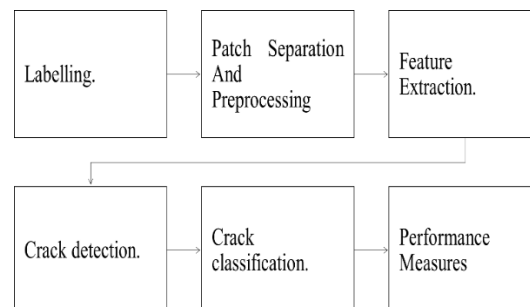 Labelling.
Patch Separation
And
Preprocessing
Feature
Extraction.
Crack detection.
Crack
classification.
Performance
Measures